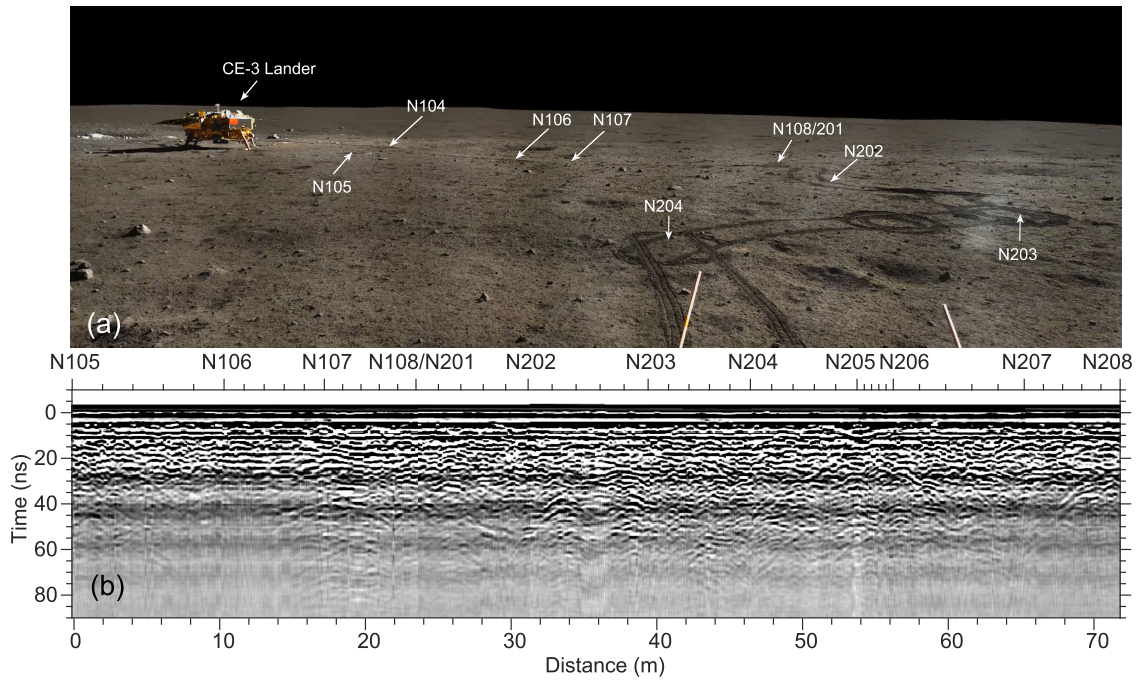 CE-3 Lander
N104
N106
N107
N108/201
N202
N105
N204
N203
(a)
N105 N106 N107 N108/N201 N202 N203 N204 N205 N206 N207 N208
0
20
40
60
80
Time (ns)
(b)
0 10 20 30 40 50 60 70
Distance (m)